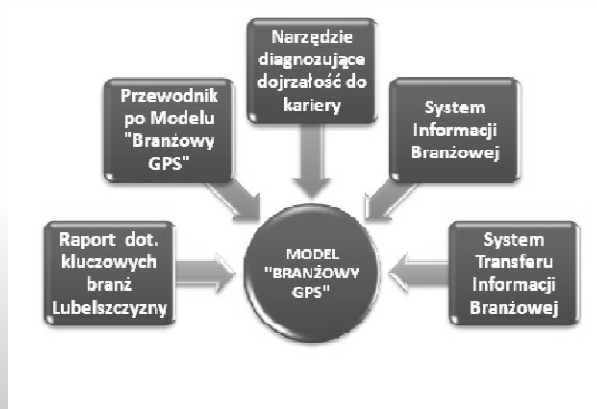 Narzędzie
diagnozujące
dojrzałość do
kariery
Przewodnik
po Modelu
"Branżowy
GPS"
System
Informacji
Branżowej
Raport dot.
kluczowych
branż
Lubelszczyzny
MODEL
"BRANŻOWY
GPS"
System
Transferu
Informacji
Branżowej